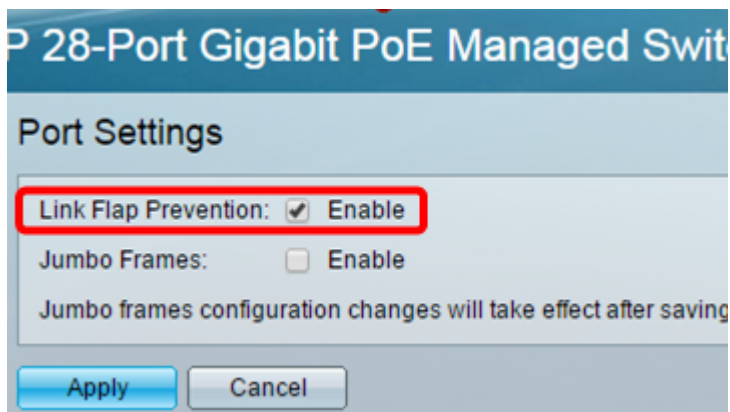 P 28-Port Gigabit PoE Managed
Port Settings
Link Flap Prevention: Enable
Jumbo Frames: Enable
Jumbo frames configuration changes will take effect after saving
Apply Cancel